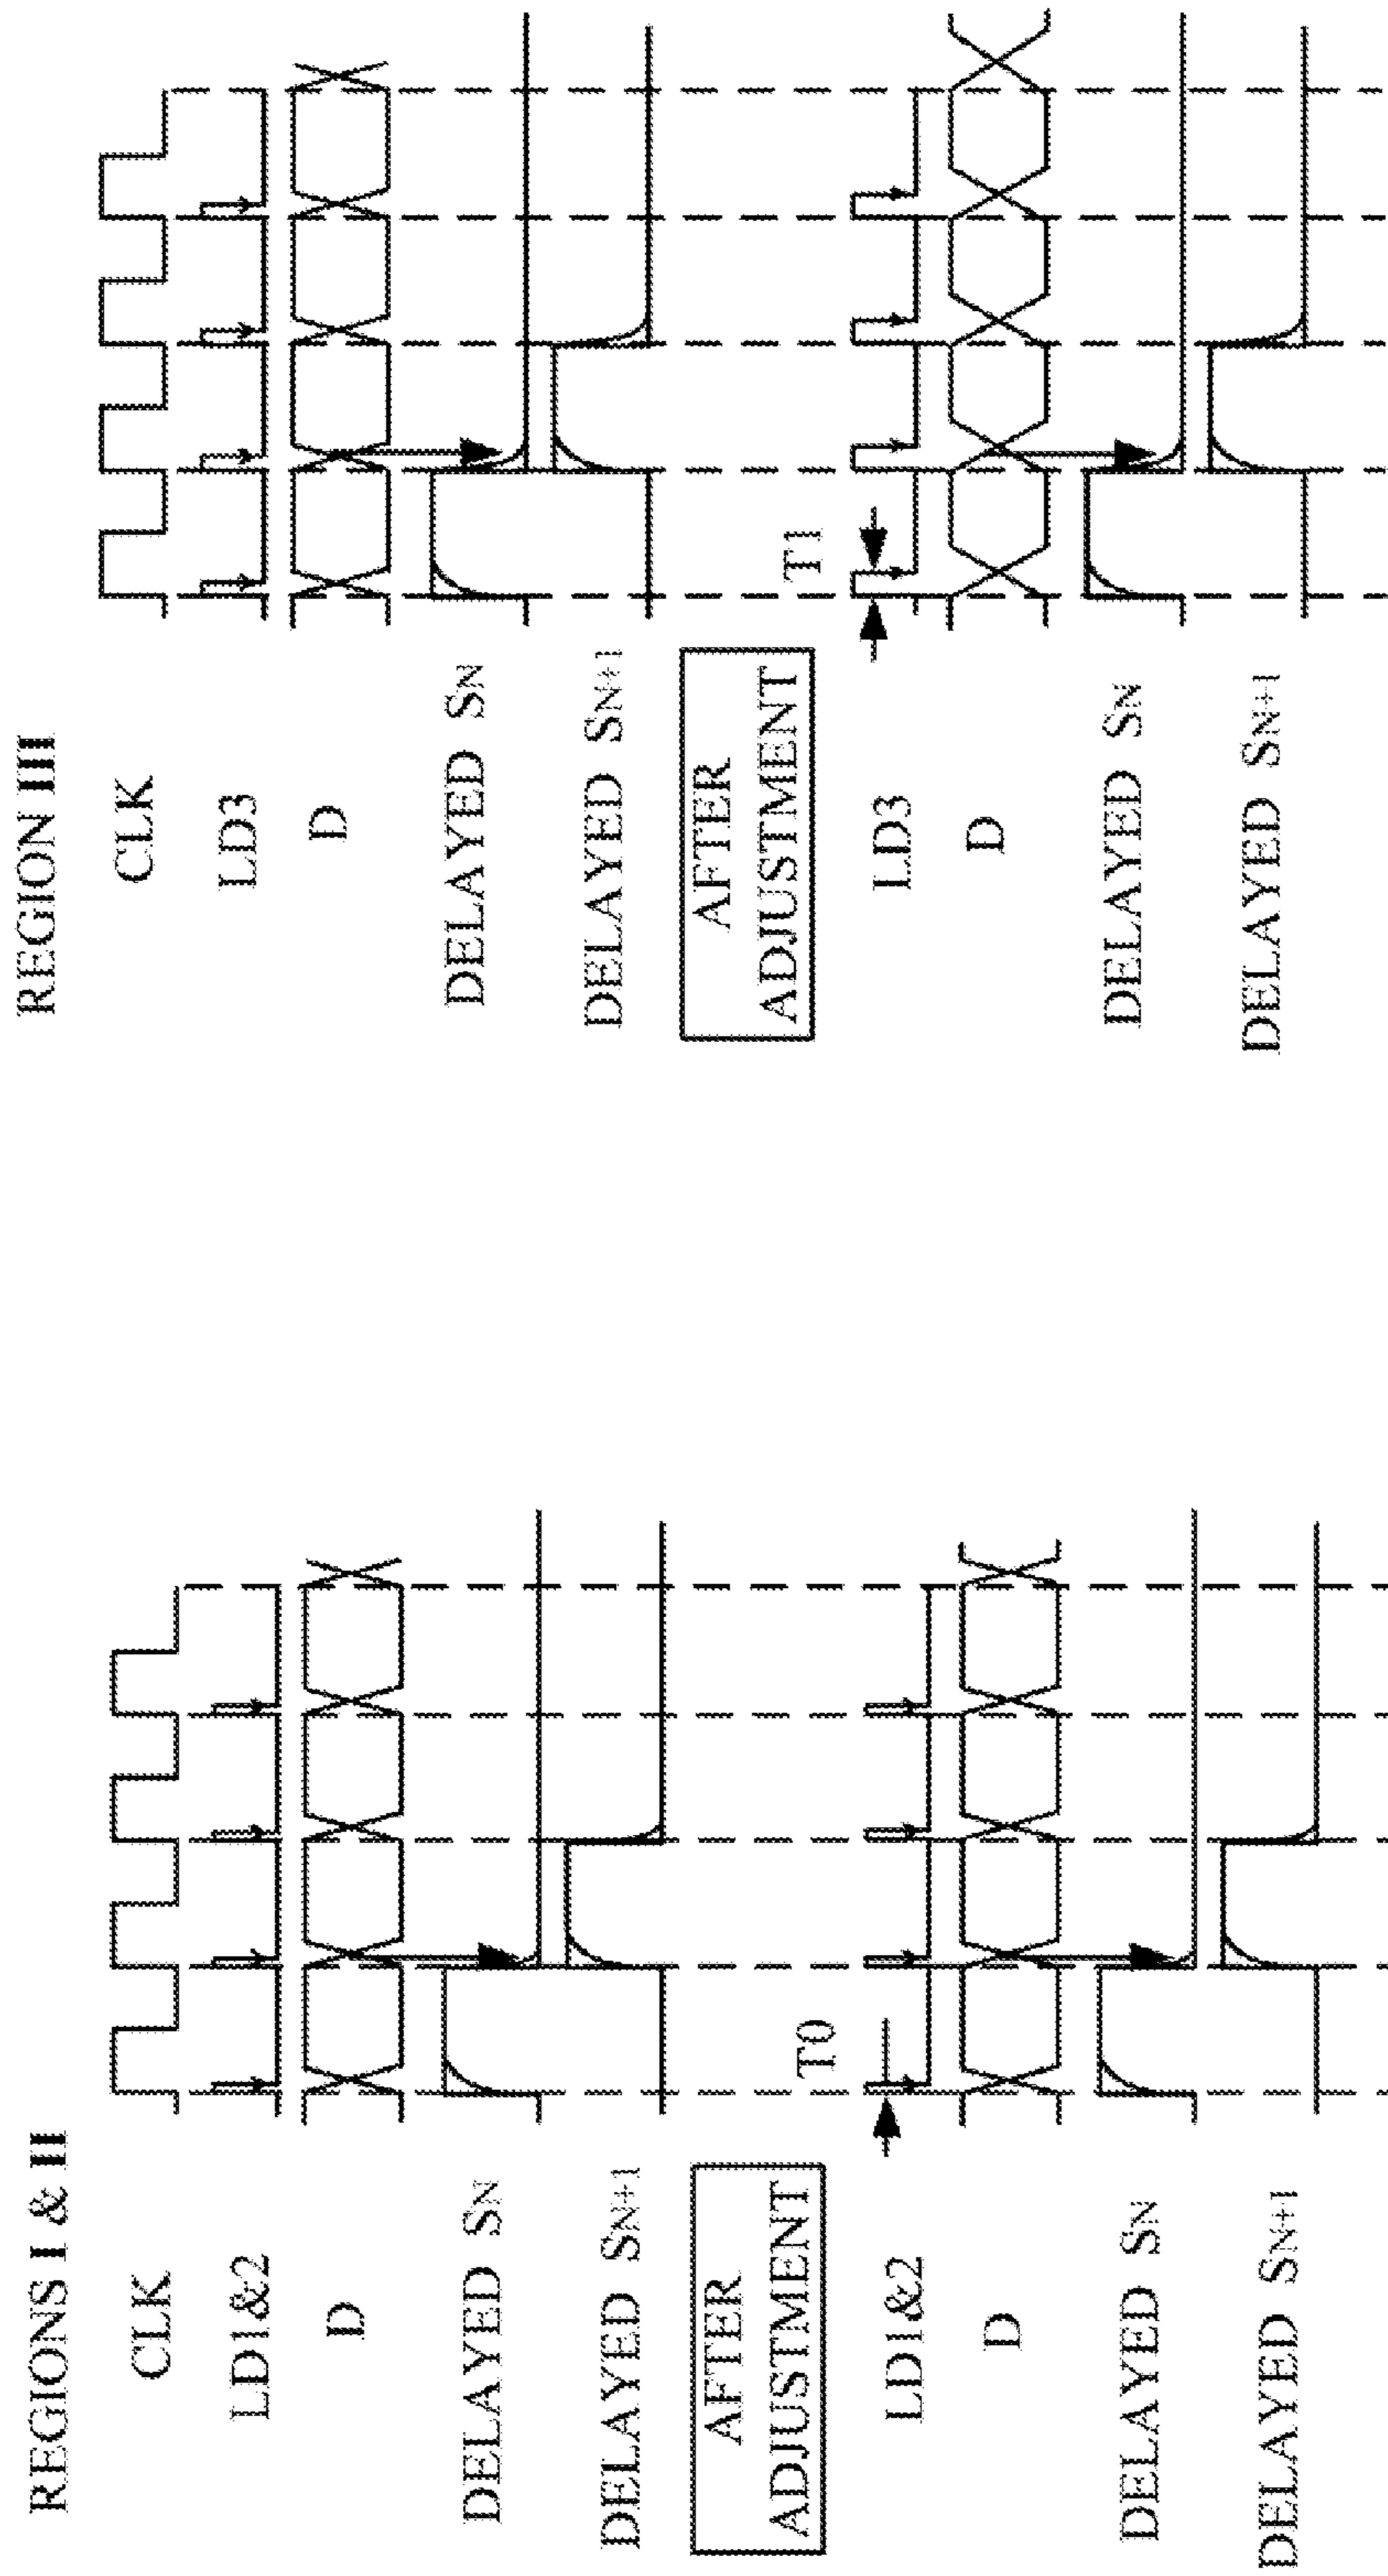 REGIONS I & II
CLK
LD1&2
D
DELAYED SN
DELAYED SN+1
AFTER
ADJUSTMENT
T0
LD1&2
D
DELAYED SN
DELAYED SN+1
REGION III
CLK
LD3
D
DELAYED SN
DELAYED SN+1
AFTER
ADJUSTMENT
T1
LD3
D
DELAYED SN
DELAYED SN+1